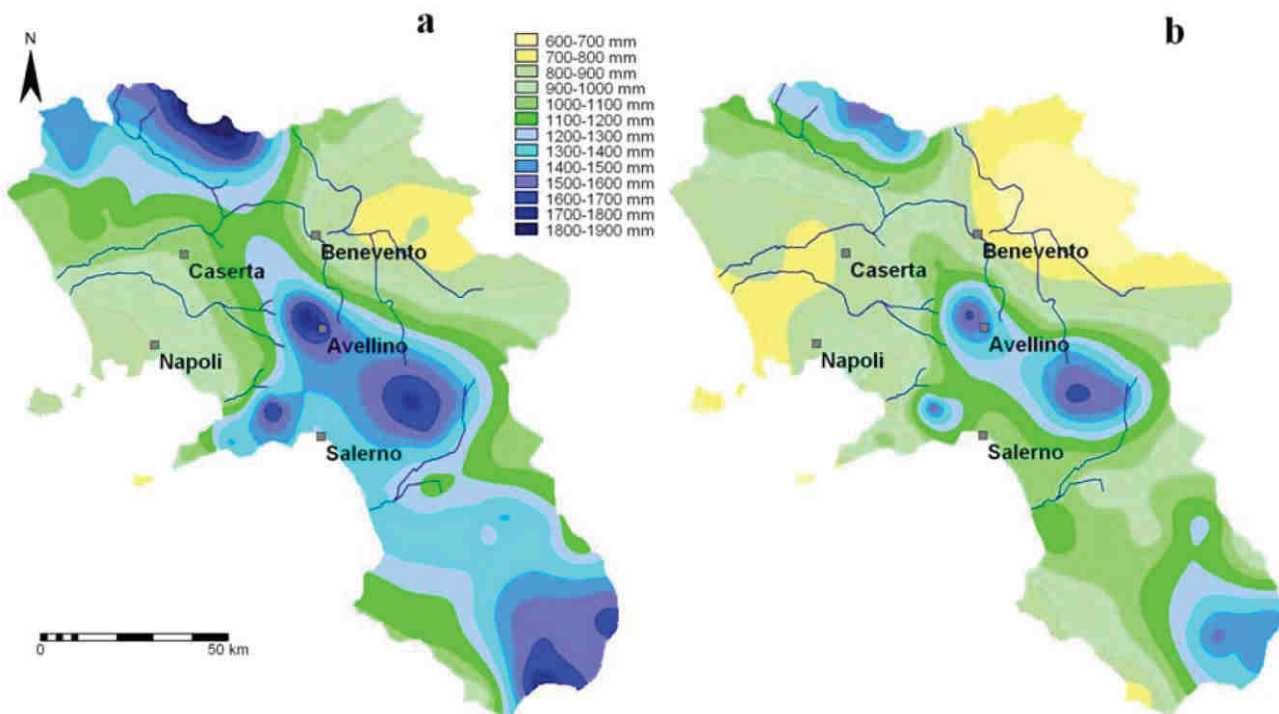 a
b
N
600-700 mm
700-800 mm
800-900 mm
900-1000 mm
1000-1100 mm
1100-1200 mm
1200-1300 mm
1300-1400 mm
1400-1500 mm
1500-1600 mm
1600-1700 mm
1700-1800 mm
1800-1900 mm
Benevento
Caserta
Avellino
Napoli
Salerno
Benevento
Caserta
Avellino
Napoli
Salerno
0 50 km